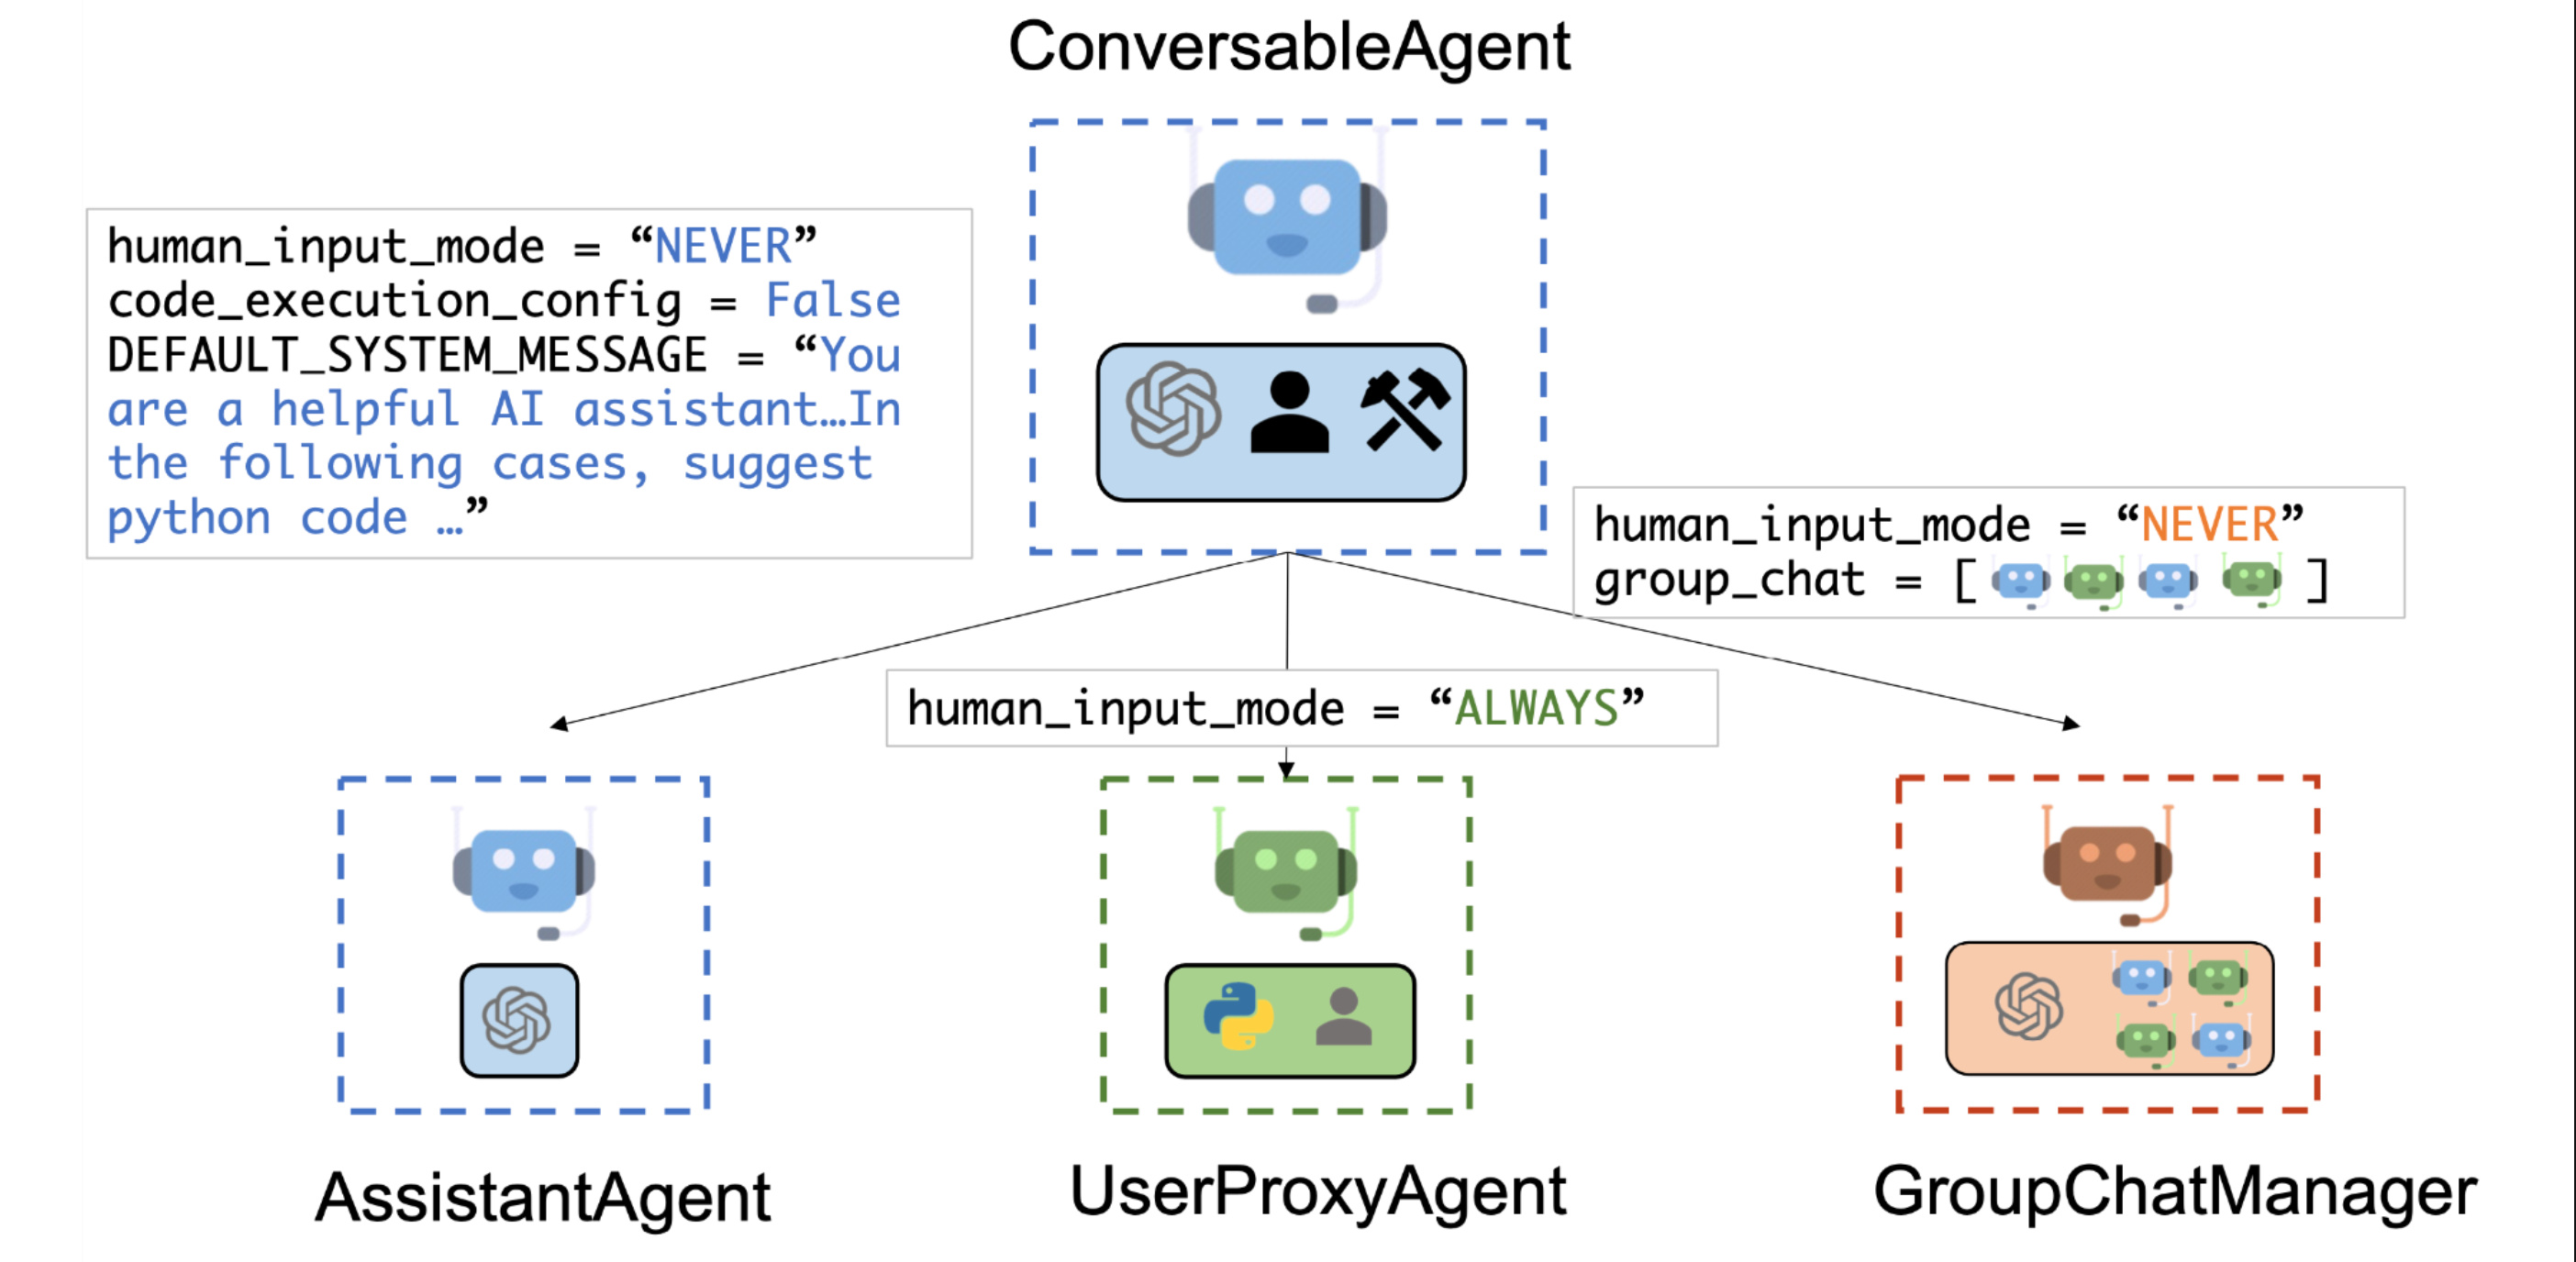 ConversableAgent
human_input_mode = “NEVER”
code_execution_config = False
DEFAULT_SYSTEM_MESSAGE = “You
are a helpful AI assistant…In
the following cases, suggest
python code …”
human_input_mode = “NEVER”
group_chat = [ ]
human_input_mode = “ALWAYS”
AssistantAgent
UserProxyAgent
GroupChatManager